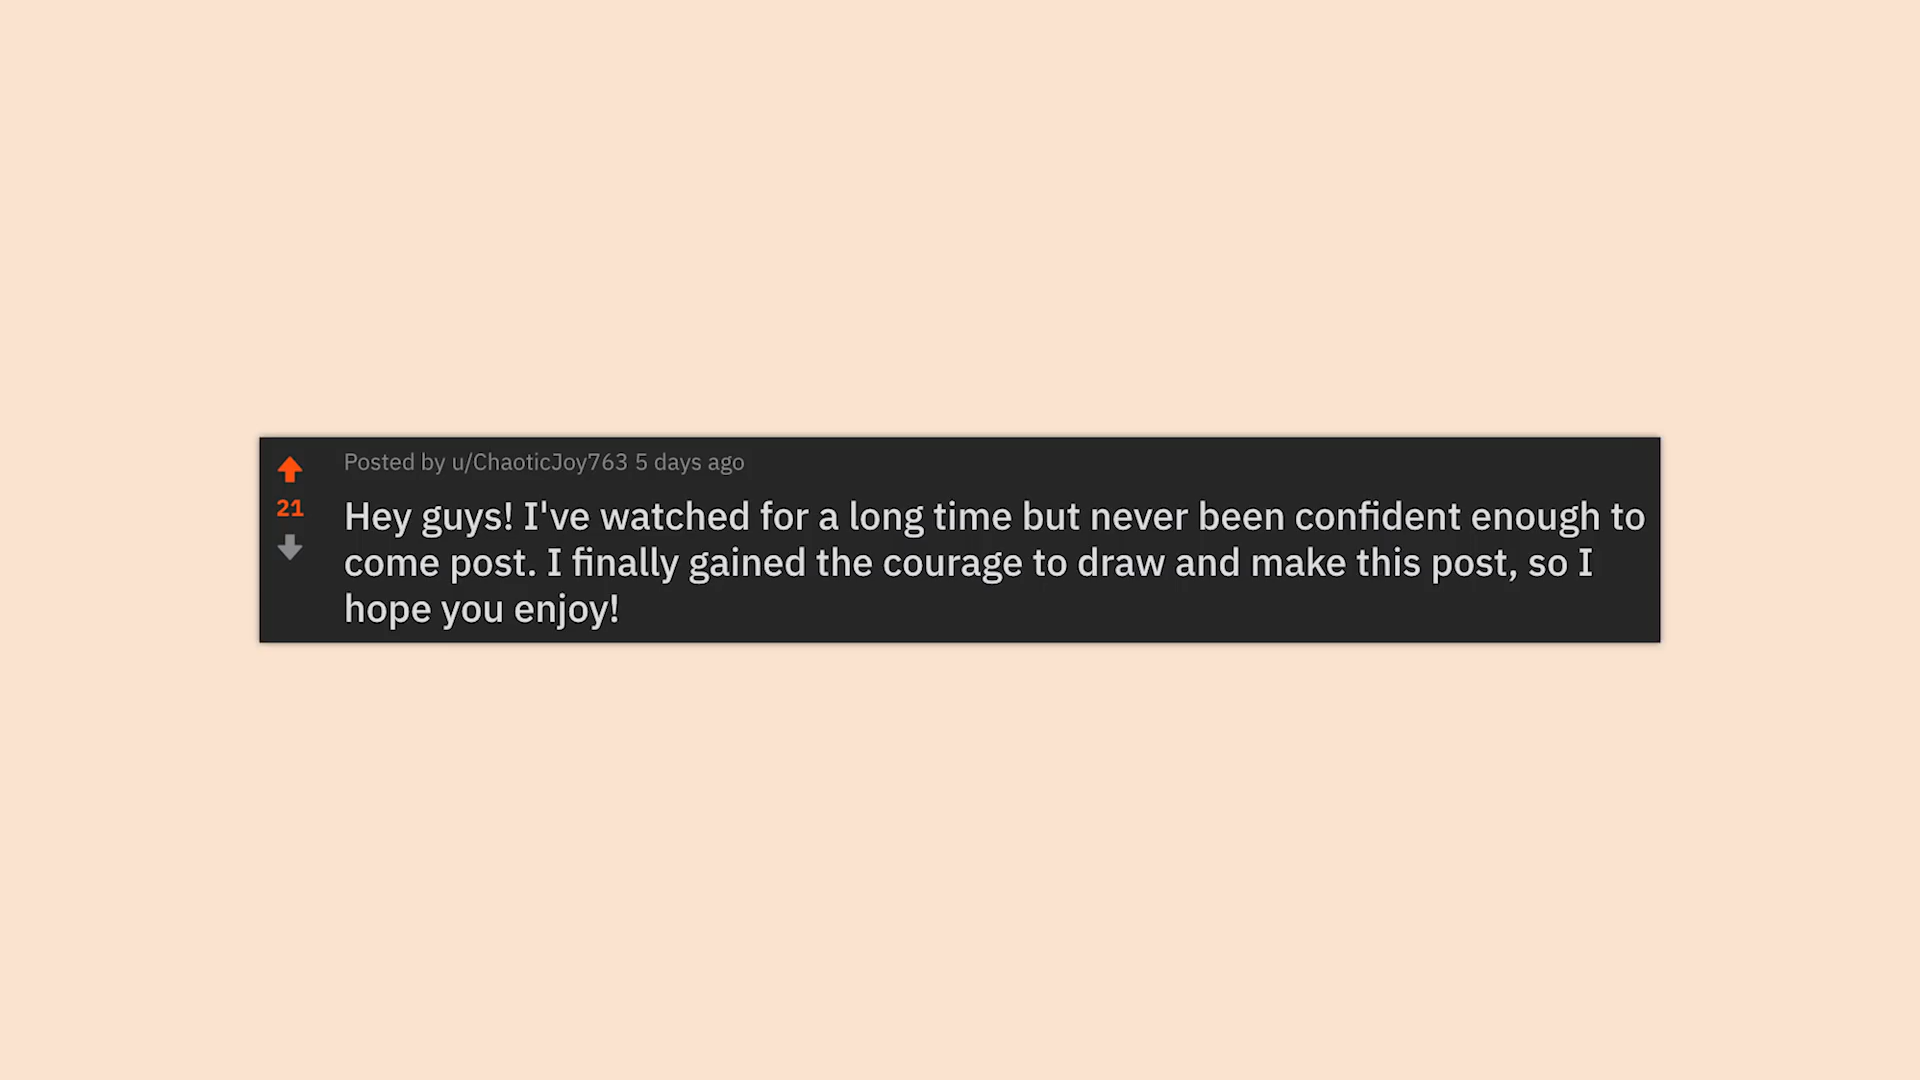 Posted by u/ChaoticJoy763 5 days ago
21
Hey guys! I've watched for a long time but never been confident enough to
come post. I finally gained the courage to draw and make this post, so I
hope you enjoy!